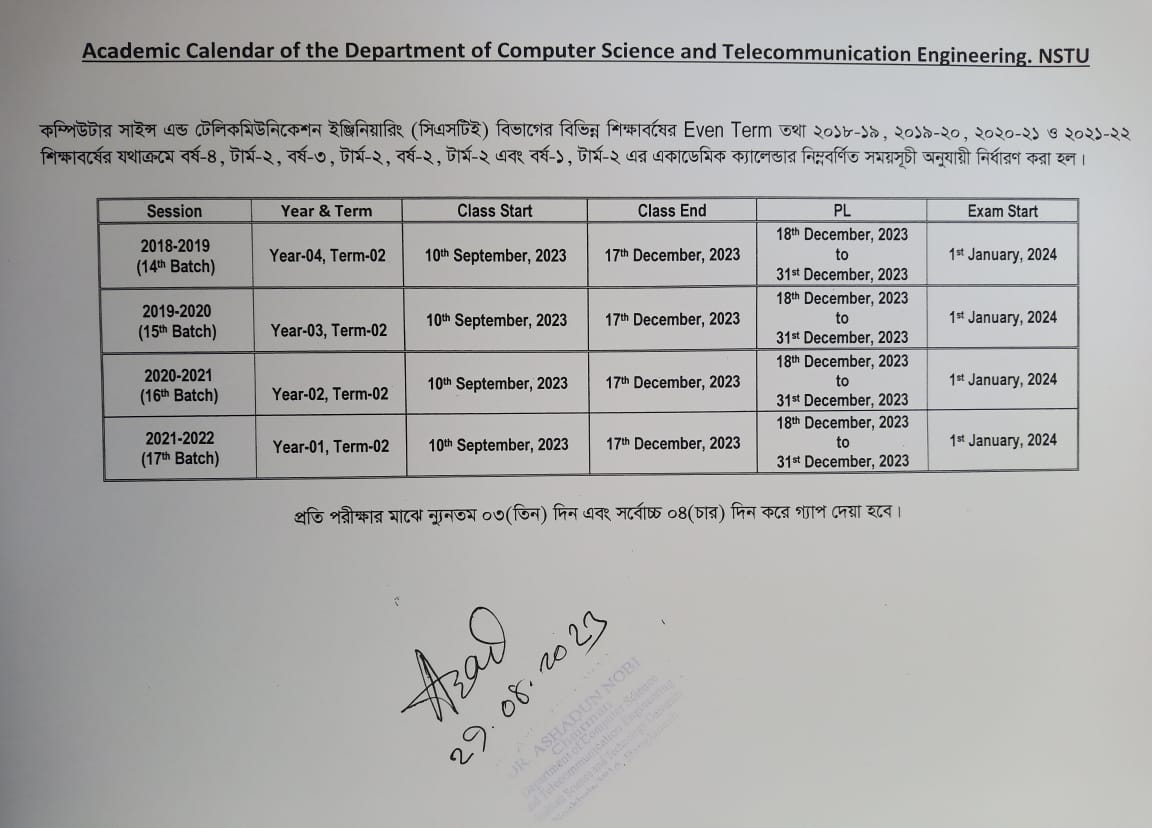 Academic Calendar of the Department of Computer Science and Telecommunication Engineering. NSTU
কম্পিউটার সাইন্স এন্ড টেলিকমিউনিকেশন ইঞ্জিনিয়ারিং (সিএসটিই) বিভাগের বিভিন্ন শিক্ষাবর্ষের Even Term তথা ২০১৮-১৯, ২০১৯-২০, ২০২০-২১ ও ২০২১-২২
শিক্ষাবর্ষের যথাক্রমে বর্ষ-৪, টার্ম-২, বর্ষ-৩, টার্ম-২, বর্ষ-২, টার্ম-২ এবং বর্ষ-১, টার্ম-২ এর একাডেমিক ক্যালেন্ডার নিম্নবর্ণিত সময়সূচী অনুযায়ী নির্ধারণ করা হল।
Session Year & Term Class Start Class End PL Exam Start
2018-2019
(14th Batch)
Year-04, Term-02
10th September, 2023
17th December, 2023
18th December, 2023
to
31st December, 2023
1st January, 2024
2019-2020
(15th Batch)
Year-03, Term-02
10th September, 2023
17th December, 2023
18th December, 2023
to
31st December, 2023
1st January, 2024
2020-2021
(16th Batch)
Year-02, Term-02
10th September, 2023
17th December, 2023
18th December, 2023
to
31st December, 2023
1st January, 2024
2021-2022
(17th Batch)
Year-01, Term-02
10th September, 2023
17th December, 2023
18th December, 2023
to
31st December, 2023
1st January, 2024
প্রতি পরীক্ষার মাঝে ন্যূনতম ০৩(তিন) দিন এবং সর্বোচ্চ ০৪(চার) দিন করে গ্যাপ দেয়া হবে।
Azad
29.08.2023
DR. ASHADUN NOBI
Chairman
Department of Computer Science
and Telecommunication Engineering